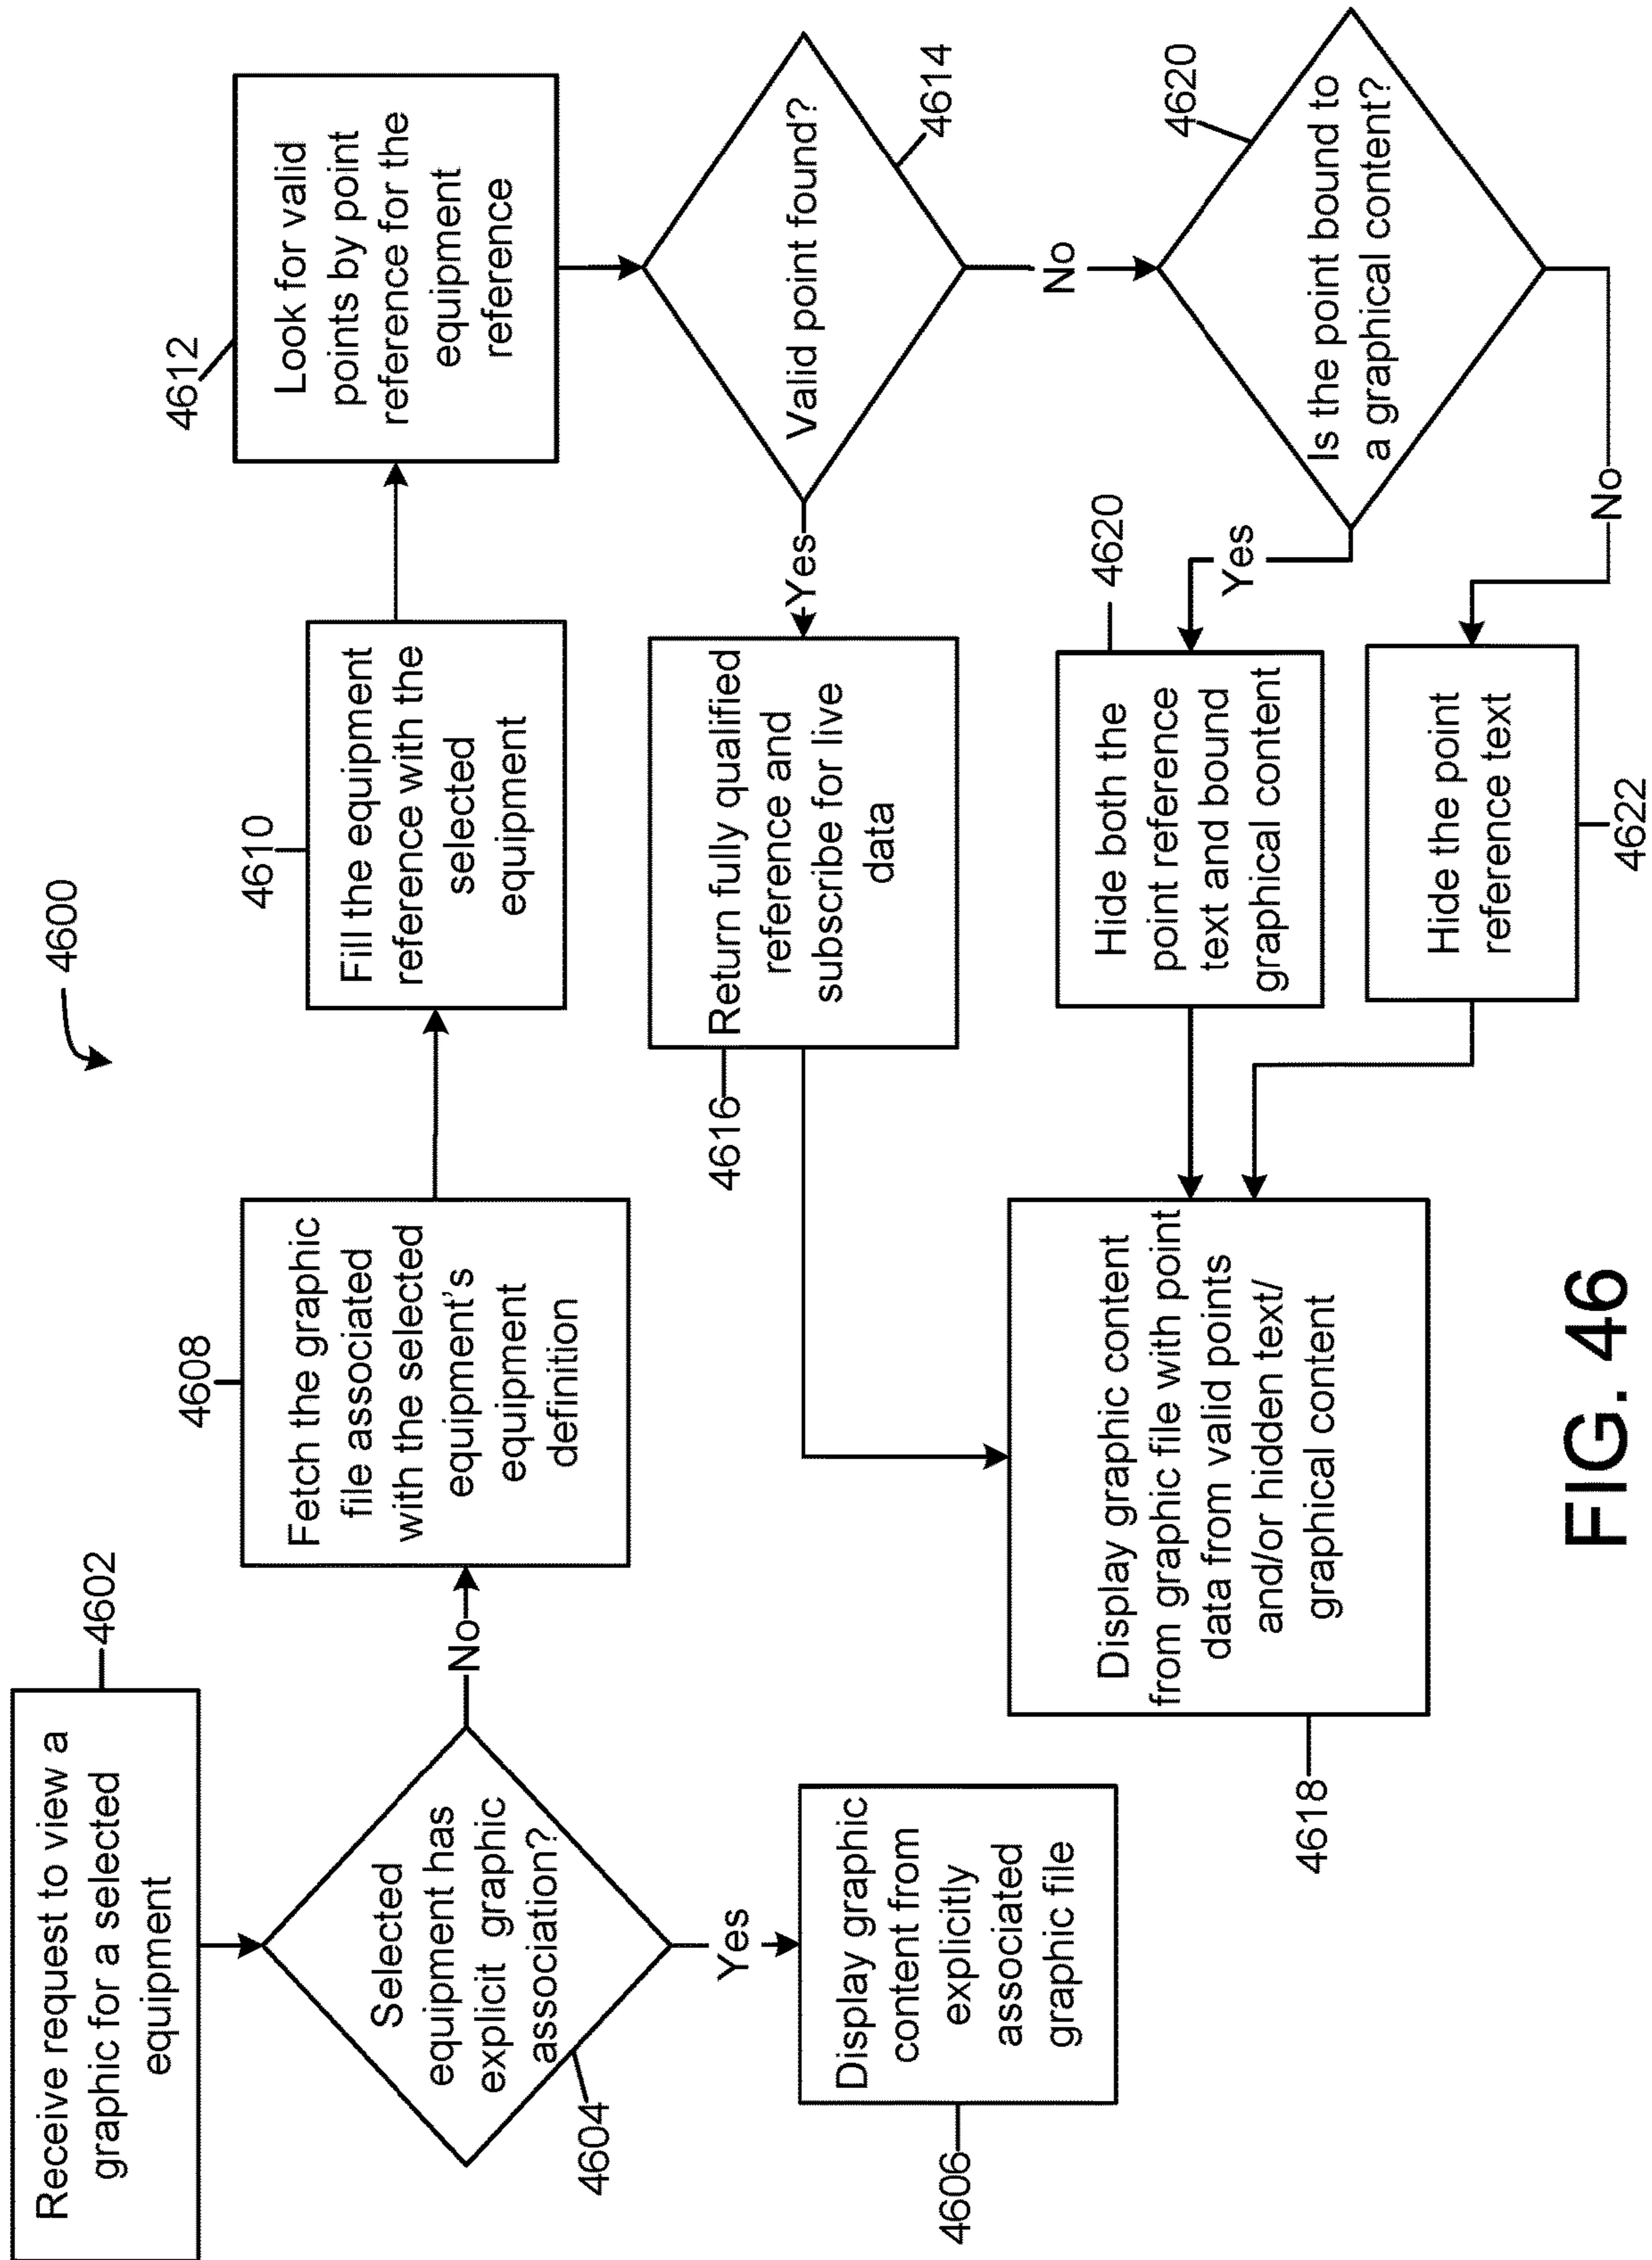 4600
Receive request to view a
graphic for a selected
equipment
4602
Selected
equipment has
explicit graphic
association?
4604
Yes
Display graphic
content from
explicitly
associated
graphic file
4606
No
Fetch the graphic
file associated
with the selected
equipment's
equipment
definition
4608
Fill the equipment
reference with the
selected
equipment
4610
Look for valid
points by point
reference for the
equipment
reference
4612
Valid point found?
4614
Yes
Return fully qualified
reference and
subscribe for live
data
4616
No
Is the point bound to
a graphical content?
4620
Yes
Hide both the
point reference
text and bound
graphical content
4620
No
Hide the point
reference text
4622
Display graphic content
from graphic file with point
data from valid points
and/or hidden text/
graphical content
4618
FIG. 46